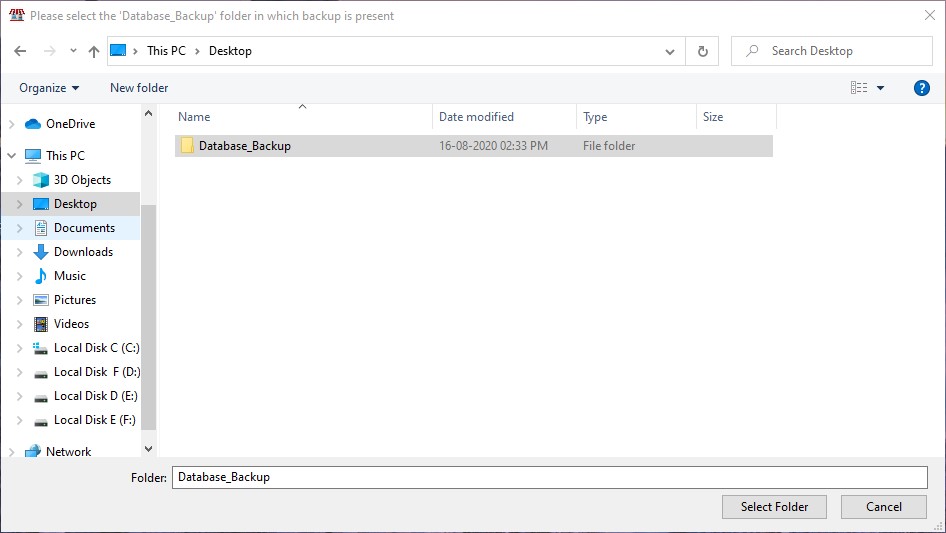 Please select the 'Database_Backup' folder in which backup is present
This PC Desktop
Search Desktop
Organize New folder
Name Date modified Type Size
Database_Backup 16-08-2020 02:33 PM File folder
OneDrive
This PC
3D Objects
Desktop
Documents
Downloads
Music
Pictures
Videos
Local Disk C (C:)
Local Disk  F (D:)
Local Disk D (E:)
Local Disk E (F:)
Network
Folder: Database_Backup
Select Folder Cancel